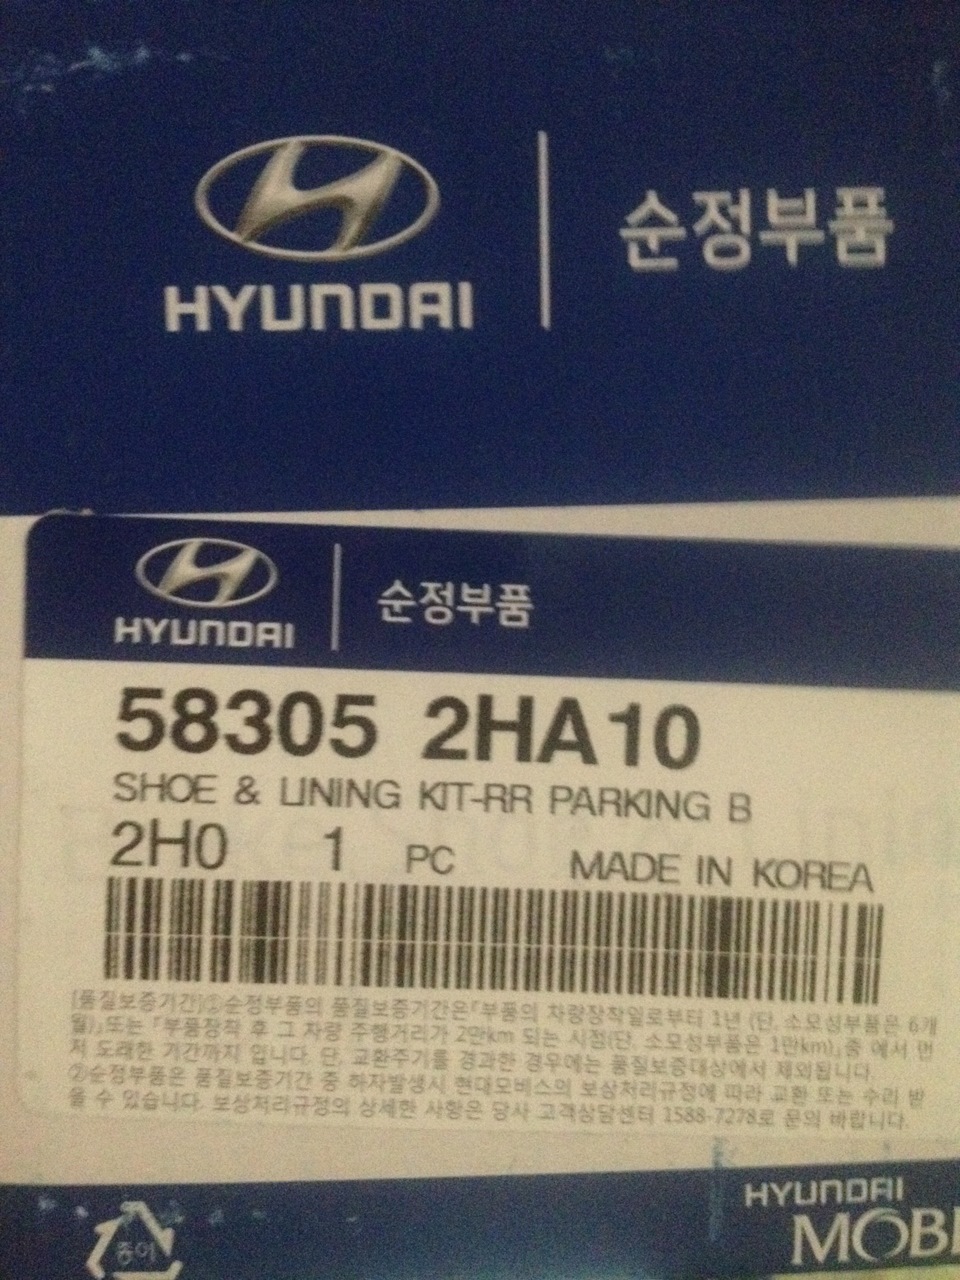 HYUNDAI
순정부품
HYUNDAI
순정부품
58305 2HA10
SHOE & LINING KIT-RR PARKING B
2H0 1 PC MADE IN KOREA
[품질보증기간]①순정부품의 품질보증기간은『부품의 차량장착일로부터 1년 (단, 소모성부품은 6개
월)』또는 『부품장착 후 그 차량 주행거리가 2만km 되는 시점(단, 소모성부품은 1만km)』중 에서 먼
저 도래한 기간까지 입니다. 단, 교환주기를 경과한 경우에는 품질보증대상에서 제외됩니다.
②순정부품은 품질보증기간 중 하자발생시 현대모비스의 보상처리규정에 따라 교환 또는 수리 받
을 수 있습니다. 보상처리규정의 상세한 사항은 당사 고객상담센터 1588-7278로 문의 바랍니다.
종이
HYUNDAI
MOBI